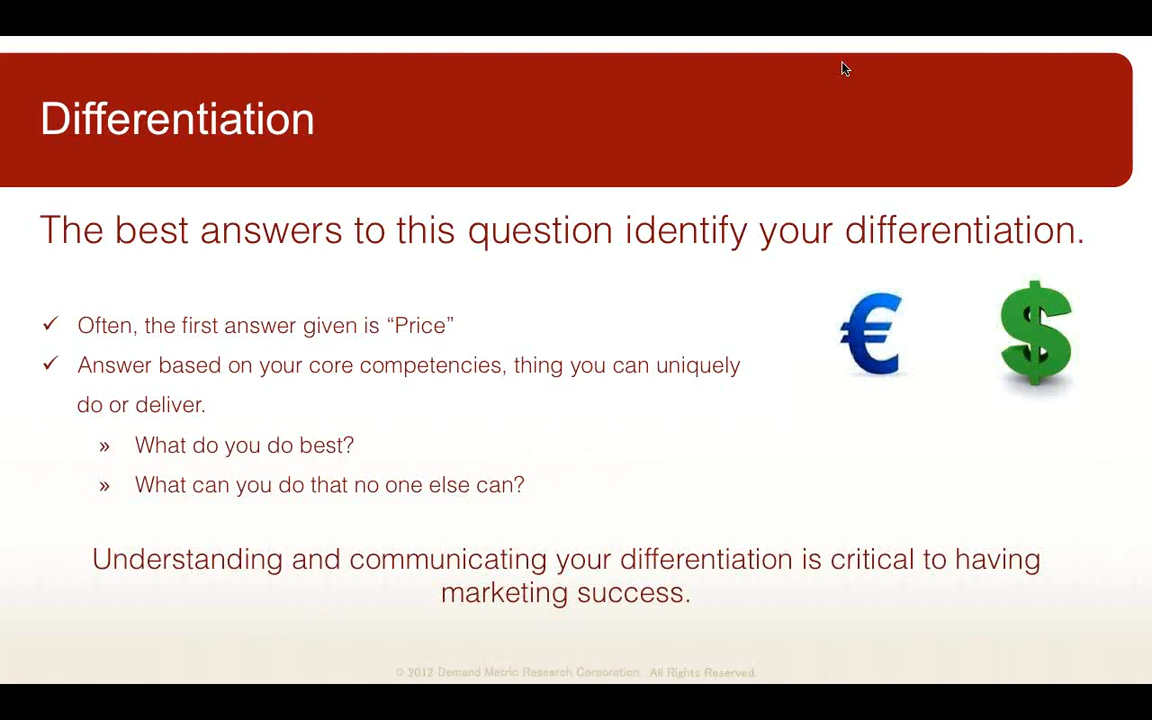 Differentiation
The best answers to this question identify your differentiation.
✓ Often, the first answer given is “Price”
✓ Answer based on your core competencies, thing you can uniquely
do or deliver.
» What do you do best?
» What can you do that no one else can?
€ $
Understanding and communicating your differentiation is critical to having
marketing success.
© 2012 Demand Metric Research Corporation. All Rights Reserved.